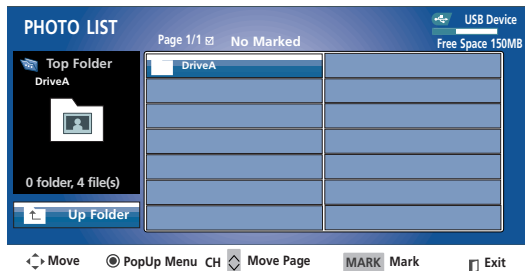 PHOTO LIST
Page 1/1 ☑ No Marked
USB Device
Free Space 150MB
Top Folder
DriveA
DriveA
0 folder, 4 file(s)
Up Folder
Move PopUp Menu CH Move Page MARK Mark Exit